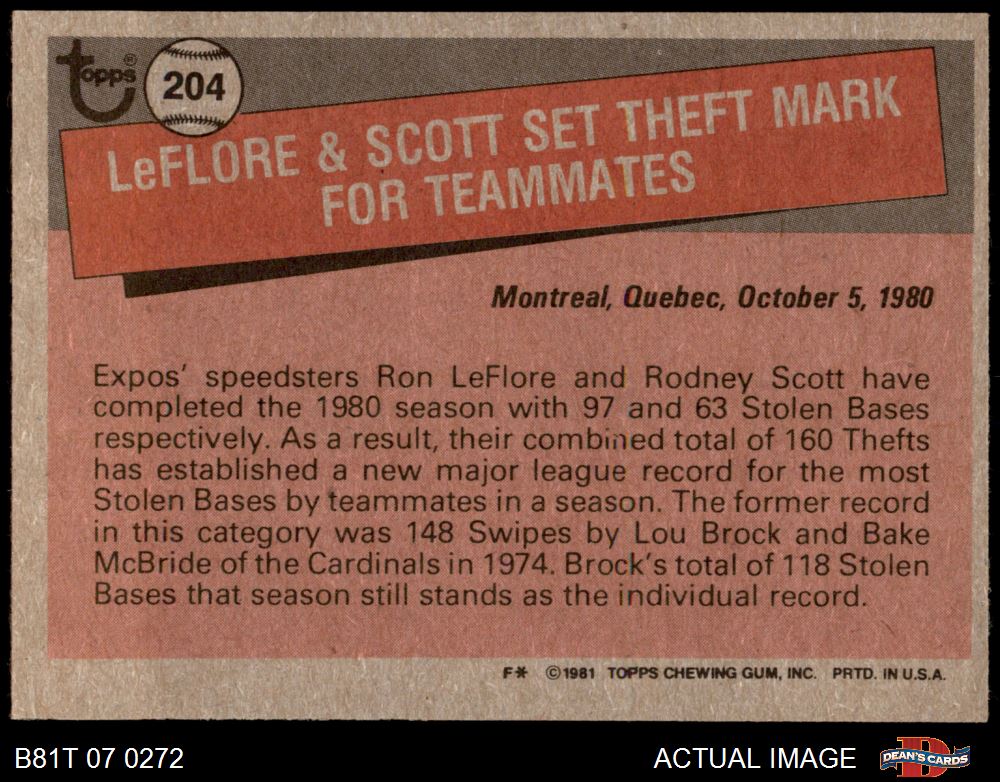 topps®
204
LeFLORE & SCOTT SET THEFT MARK
FOR TEAMMATES
Montreal, Quebec, October 5, 1980
Expos' speedsters Ron LeFlore and Rodney Scott have
completed the 1980 season with 97 and 63 Stolen Bases
respectively. As a result, their combined total of 160 Thefts
has established a new major league record for the most
Stolen Bases by teammates in a season. The former record
in this category was 148 Swipes by Lou Brock and Bake
McBride of the Cardinals in 1974. Brock's total of 118 Stolen
Bases that season still stands as the individual record.
F* ©1981 TOPPS CHEWING GUM, INC. PRTD. IN U.S.A.
B81T 07 0272 ACTUAL IMAGE D DEAN'S CARDS